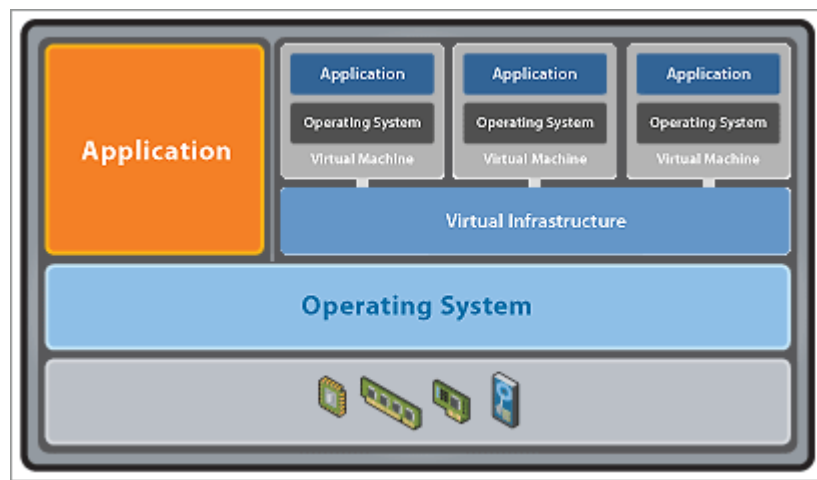 Application
Application
Operating System
Virtual Machine
Application
Operating System
Virtual Machine
Application
Operating System
Virtual Machine
Virtual Infrastructure
Operating System